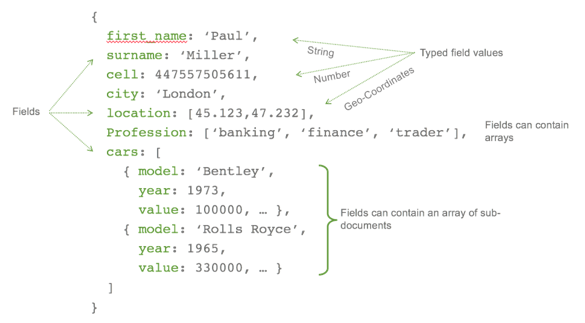 {
first_name: ‘Paul’,
String
Typed field values
surname: ‘Miller’,
cell: 447557505611,
Number
city: ‘London’,
Geo-Coordinates
Fields
location: [45.123,47.232],
Profession: [‘banking’, ‘finance’, ‘trader’],
Fields can contain
arrays
cars: [
{ model: ‘Bentley’,
year: 1973,
value: 100000, … },
Fields can contain an array of sub-
documents
{ model: ‘Rolls Royce’,
year: 1965,
value: 330000, … }
]
}